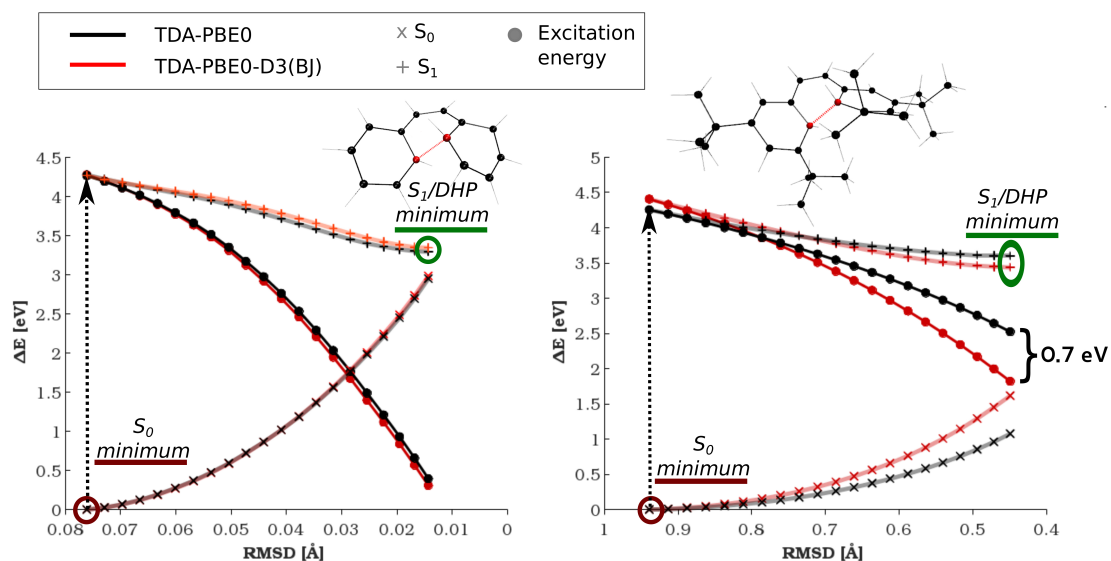 TDA-PBE0
TDA-PBE0-D3(BJ)
x S0
+ S1
Excitation
energy
S1/DHP
minimum
S0
minimum
ΔE [eV]
4.5
4
3.5
3
2.5
2
1.5
1
0.5
0
0.08
0.07
0.06
0.05
0.04
0.03
0.02
0.01
0
RMSD [Å]
S1/DHP
minimum
0.7 eV
S0
minimum
ΔE [eV]
5
4.5
4
3.5
3
2.5
2
1.5
1
0.5
0
1
0.9
0.8
0.7
0.6
0.5
0.4
RMSD [Å]